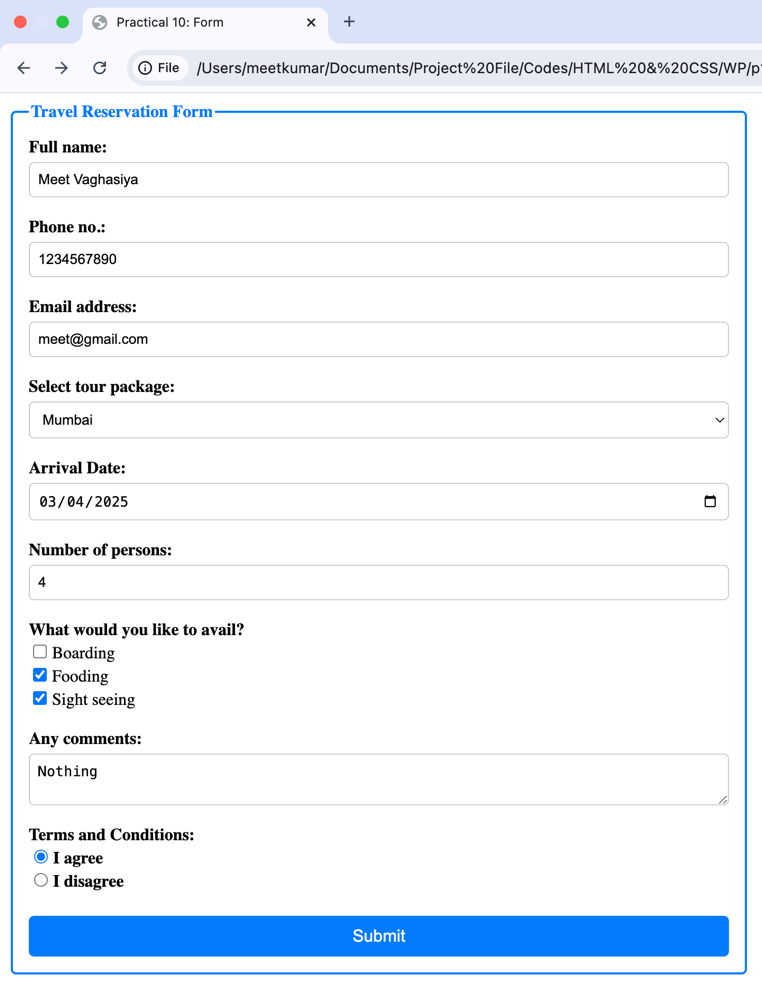 Practical 10: Form
File
/Users/meetkumar/Documents/Project%20File/Codes/HTML%20&%20CSS/WP/p
Travel Reservation Form
Full name:
Meet Vaghasiya
Phone no.:
1234567890
Email address:
meet@gmail.com
Select tour package:
Mumbai
Arrival Date:
03/04/2025
Number of persons:
4
What would you like to avail?
Boarding
Fooding
Sight seeing
Any comments:
Nothing
Terms and Conditions:
I agree
I disagree
Submit